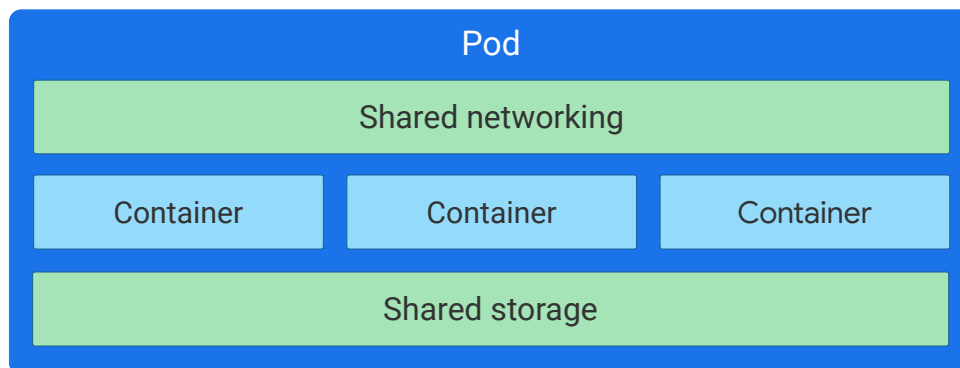 Pod
Shared networking
Container Container Container
Shared storage